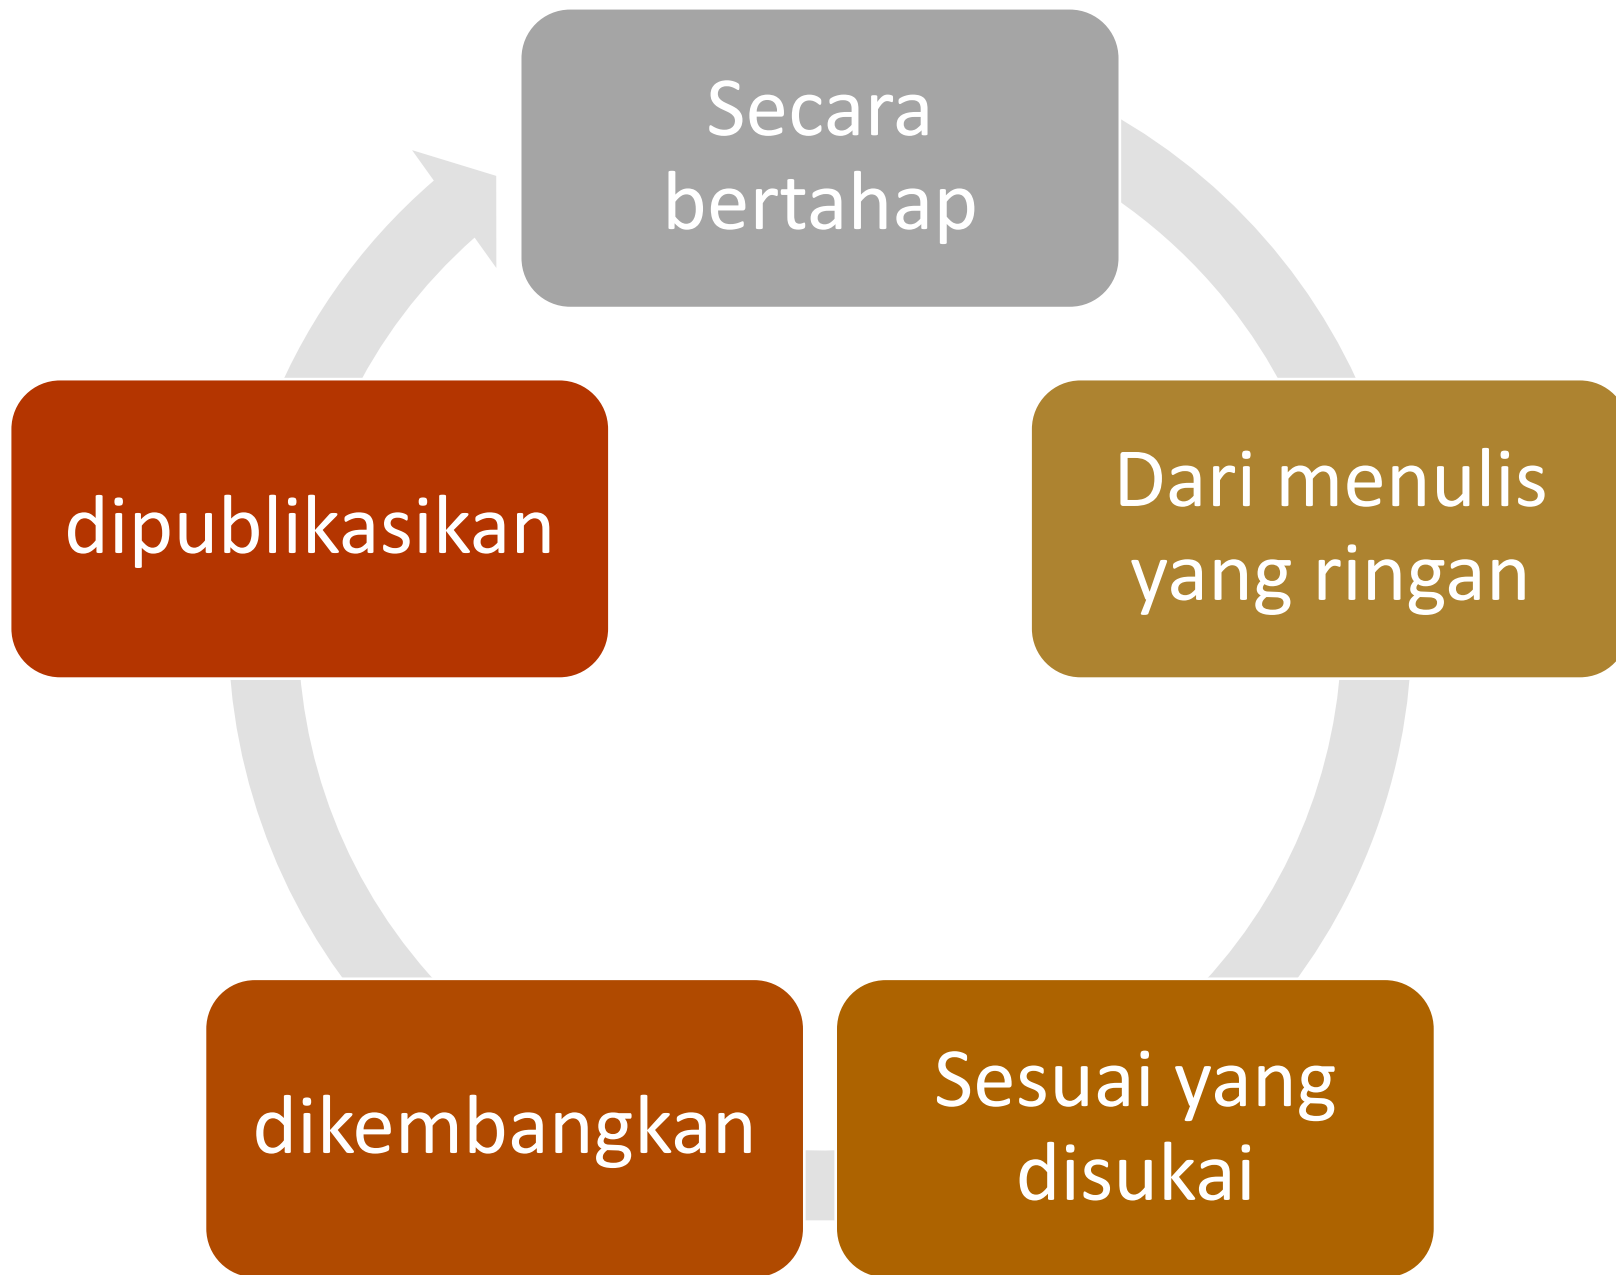 Secara
bertahap
Dari menulis
yang ringan
Sesuai yang
disukai
dikembangkan
dipublikasikan